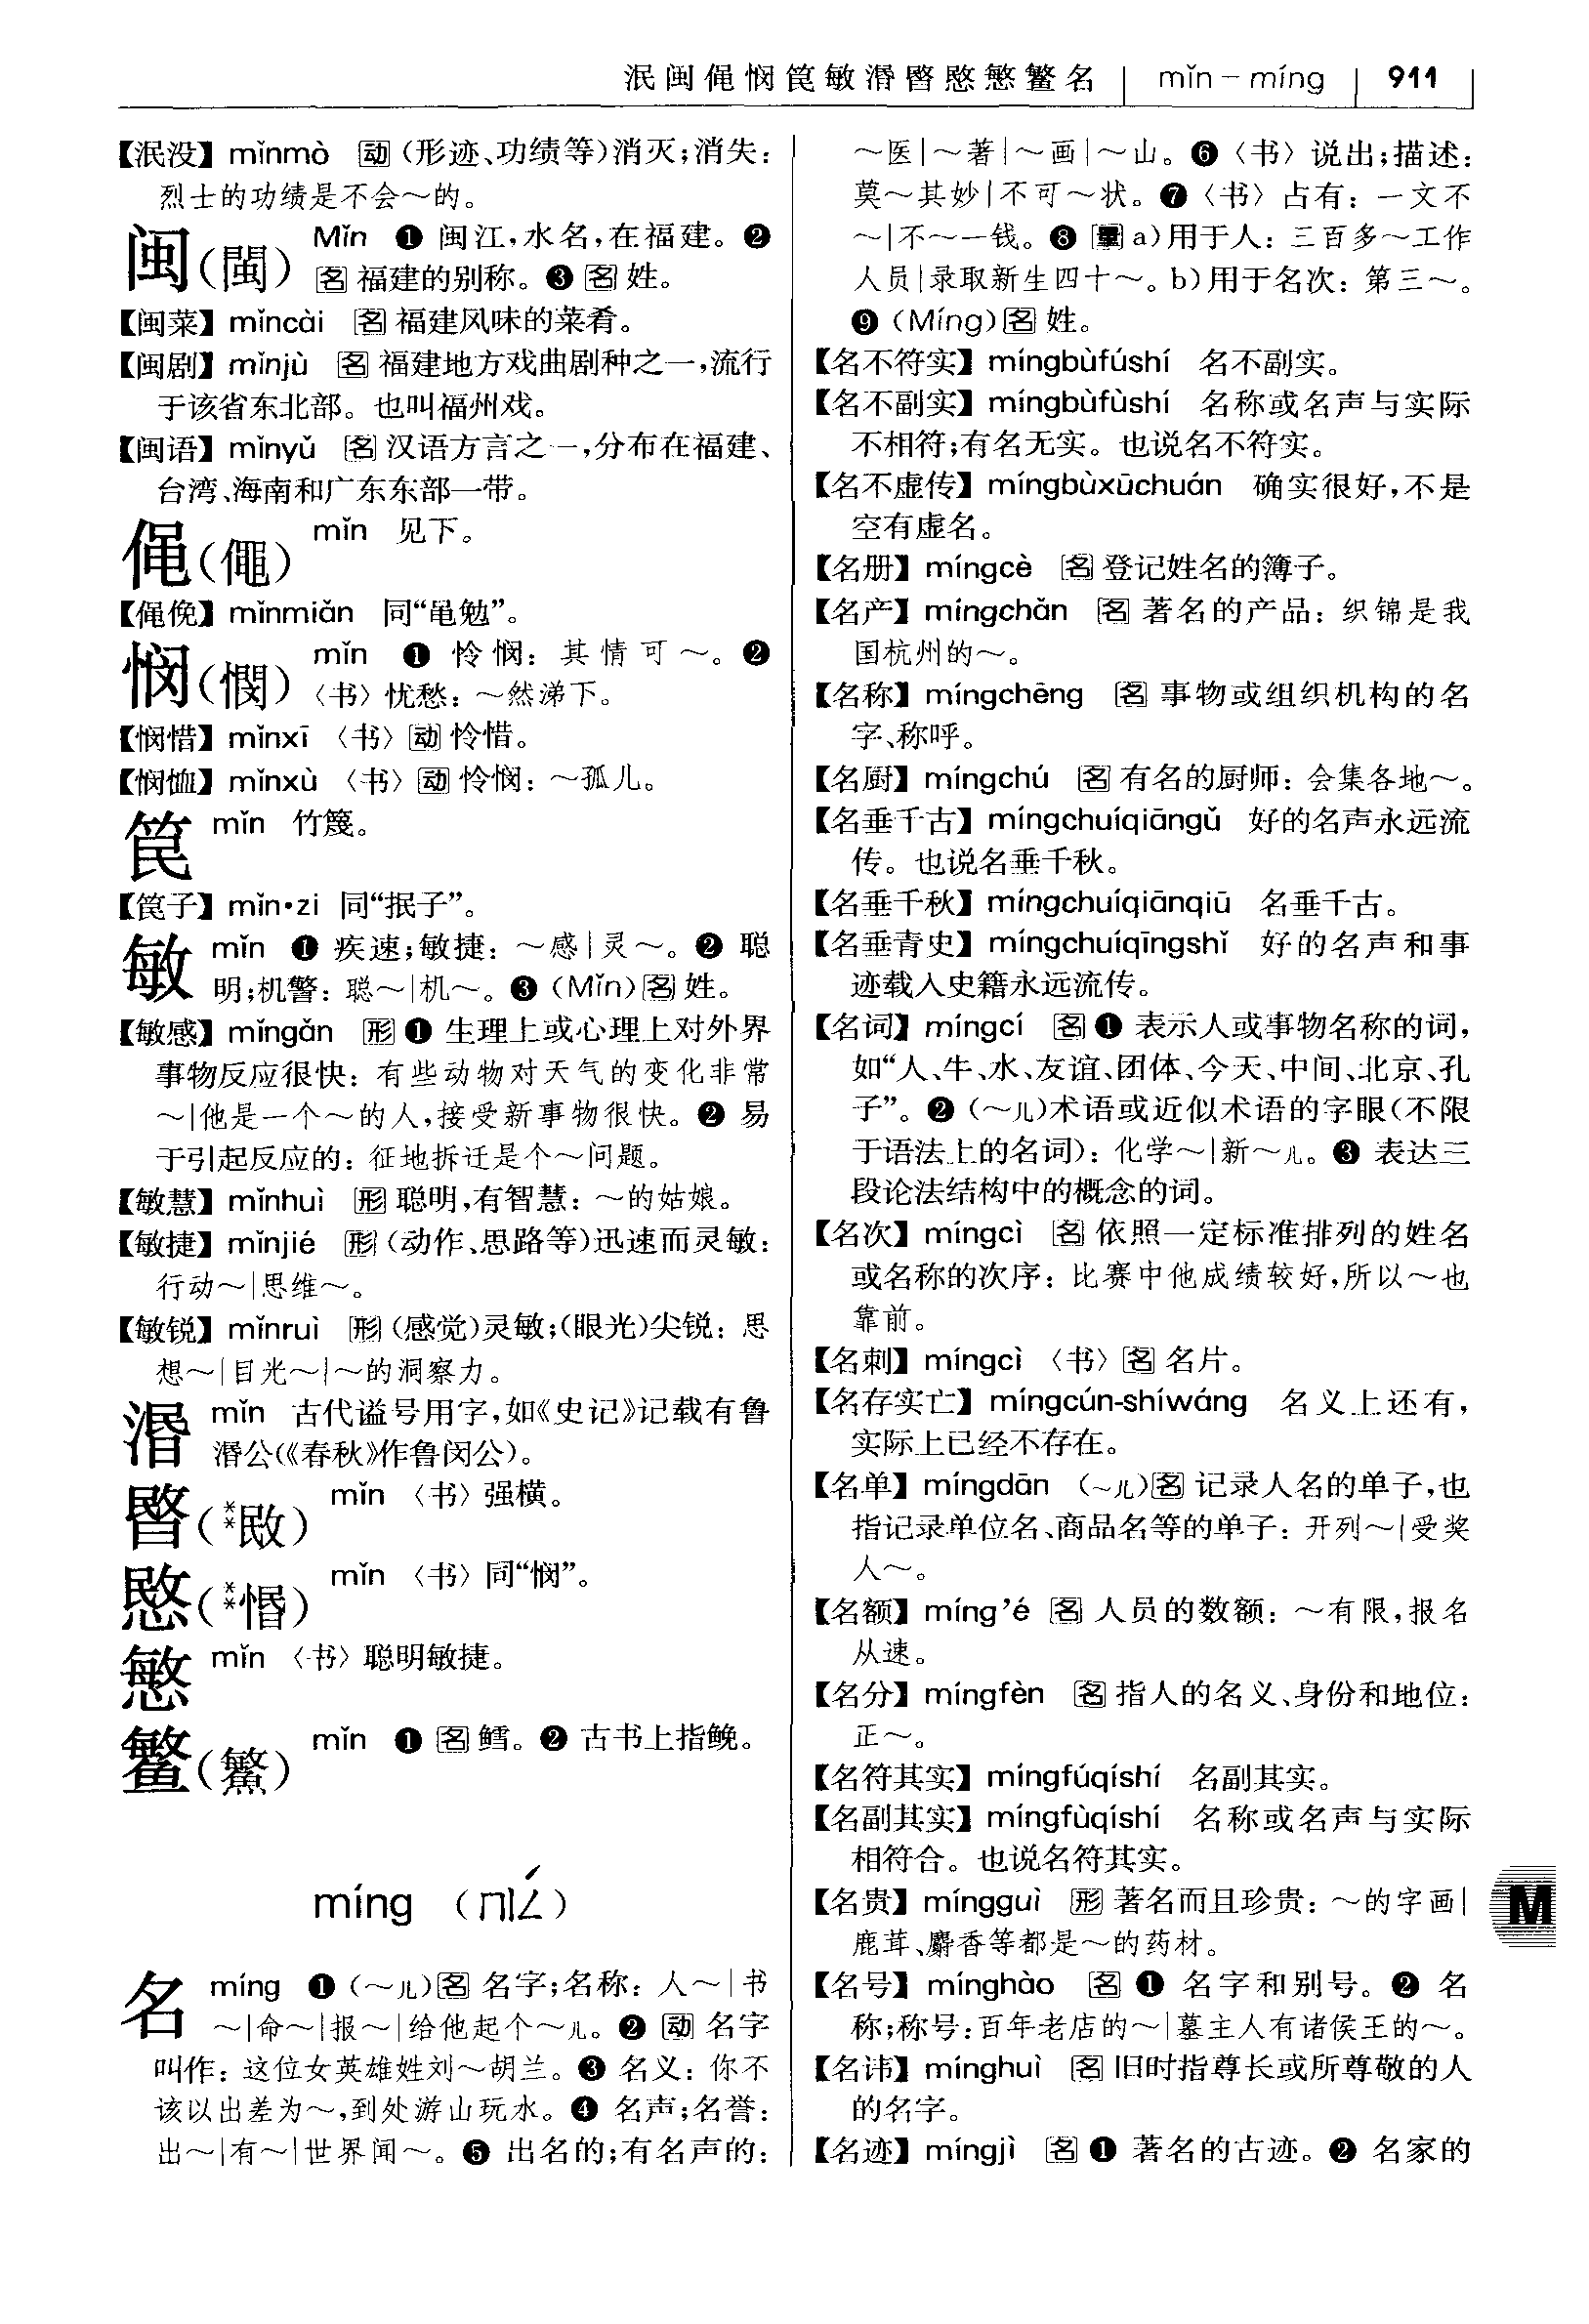 泯闽僶悯笢敏湣暋愍慜鳘名 | mǐn – míng | 911
【泯没】mǐnmò 动(形迹、功绩等)消灭;消失:
烈士的功绩是不会～的。
闽(閩) Mǐn ❶ 闽江,水名,在福建。❷
名 福建的别称。❸ 名 姓。
【闽菜】mǐncài 名 福建风味的菜肴。
【闽剧】mǐnjù 名 福建地方戏曲剧种之一,流行
于该省东北部。也叫福州戏。
【闽语】mǐnyǔ 名 汉语方言之一,分布在福建、
台湾、海南和广东东部一带。
僶(僶) mǐn 见下。
【僶俛】mǐnmiǎn 同“黾勉”。
悯(憫) mǐn ❶ 怜悯:其情可～。❷
〈书〉忧愁:～然涕下。
【悯惜】mǐnxī 〈书〉动 怜惜。
【悯恤】mǐnxù 〈书〉动 怜悯:～孤儿。
笢 mǐn 竹篾。
【笢子】mǐn•zi 同“抿子”。
敏 mǐn ❶ 疾速;敏捷:～感|灵～。❷ 聪
明;机警:聪～|机～。❸ (Mǐn)名 姓。
【敏感】mǐngǎn 形 ❶ 生理上或心理上对外界
事物反应很快:有些动物对天气的变化非常
～|他是一个～的人,接受新事物很快。❷ 易
于引起反应的:征地拆迁是个～问题。
【敏慧】mǐnhuì 形 聪明,有智慧:～的姑娘。
【敏捷】mǐnjié 形(动作、思路等)迅速而灵敏:
行动～|思维～。
【敏锐】mǐnruì 形(感觉)灵敏;(眼光)尖锐:思
想～|目光～|～的洞察力。
湣 mǐn 古代谥号用字,如《史记》记载有鲁
湣公(《春秋》作鲁闵公)。
暋(**敃) mǐn 〈书〉强横。
愍(**惽) mǐn 〈书〉同“悯”。
慜 mǐn 〈书〉聪明敏捷。
鳘(鰵) mǐn ❶ 名 鳕。❷ 古书上指鮸。
míng (ㄇㄧㄥˊ)
名 míng ❶ (～儿)名 名字;名称:人～|书
～|命～|报～|给他起个～儿。❷ 动 名字
叫作:这位女英雄姓刘～胡兰。❸ 名义:你不
该以出差为～,到处游山玩水。❹ 名声;名誉:
出～|有～|世界闻～。❺ 出名的;有名声的:
～医|～著|～画|～山。❻〈书〉说出;描述:
莫～其妙|不可～状。❼〈书〉占有:一文不
～|不～一钱。❽ 量 a)用于人:三百多～工作
人员|录取新生四十～。b)用于名次:第三～。
❾ (Míng)名 姓。
【名不符实】míngbùfúshí 名不副实。
【名不副实】míngbùfùshí 名称或名声与实际
不相符;有名无实。也说名不符实。
【名不虚传】míngbùxūchuán 确实很好,不是
空有虚名。
【名册】míngcè 名 登记姓名的簿子。
【名产】míngchǎn 名 著名的产品:织锦是我
国杭州的～。
【名称】míngchēng 名 事物或组织机构的名
字、称呼。
【名厨】míngchú 名 有名的厨师:会集各地～。
【名垂千古】míngchuíqiāngǔ 好的名声永远流
传。也说名垂千秋。
【名垂千秋】míngchuíqiānqiū 名垂千古。
【名垂青史】míngchuíqīngshǐ 好的名声和事
迹载入史籍永远流传。
【名词】míngcí 名 ❶ 表示人或事物名称的词,
如“人、牛、水、友谊、团体、今天、中间、北京、孔
子”。❷ (～儿)术语或近似术语的字眼(不限
于语法上的名词):化学～|新～儿。❸ 表达三
段论法结构中的概念的词。
【名次】míngcì 名 依照一定标准排列的姓名
或名称的次序:比赛中他成绩较好,所以～也
靠前。
【名刺】míngcì 〈书〉名 名片。
【名存实亡】míngcún-shíwáng 名义上还有,
实际上已经不存在。
【名单】míngdān (～儿)名 记录人名的单子,也
指记录单位名、商品名等的单子:开列～|受奖
人～。
【名额】míng’é 名 人员的数额:～有限,报名
从速。
【名分】míngfèn 名 指人的名义、身份和地位:
正～。
【名符其实】míngfúqíshí 名副其实。
【名副其实】míngfùqíshí 名称或名声与实际
相符合。也说名符其实。
【名贵】míngguì 形 著名而且珍贵:～的字画|
鹿茸、麝香等都是～的药材。
【名号】mínghào 名 ❶ 名字和别号。❷ 名
称;称号:百年老店的～|墓主人有诸侯王的～。
【名讳】mínghuì 名 旧时指尊长或所尊敬的人
的名字。
【名迹】míngjì 名 ❶ 著名的古迹。❷ 名家的
M